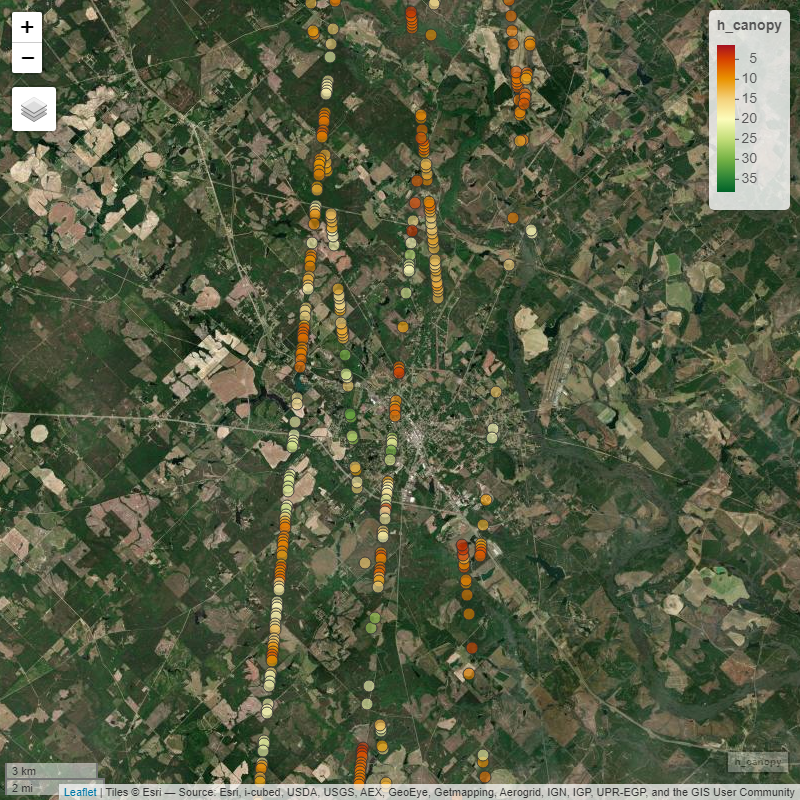 +
−
h_canopy
5
10
15
20
25
30
35
h_canopy
3 km
2 mi
Leaflet | Tiles © Esri — Source: Esri, i-cubed, USDA, USGS, AEX, GeoEye, Getmapping, Aerogrid, IGN, IGP, UPR-EGP, and the GIS User Community